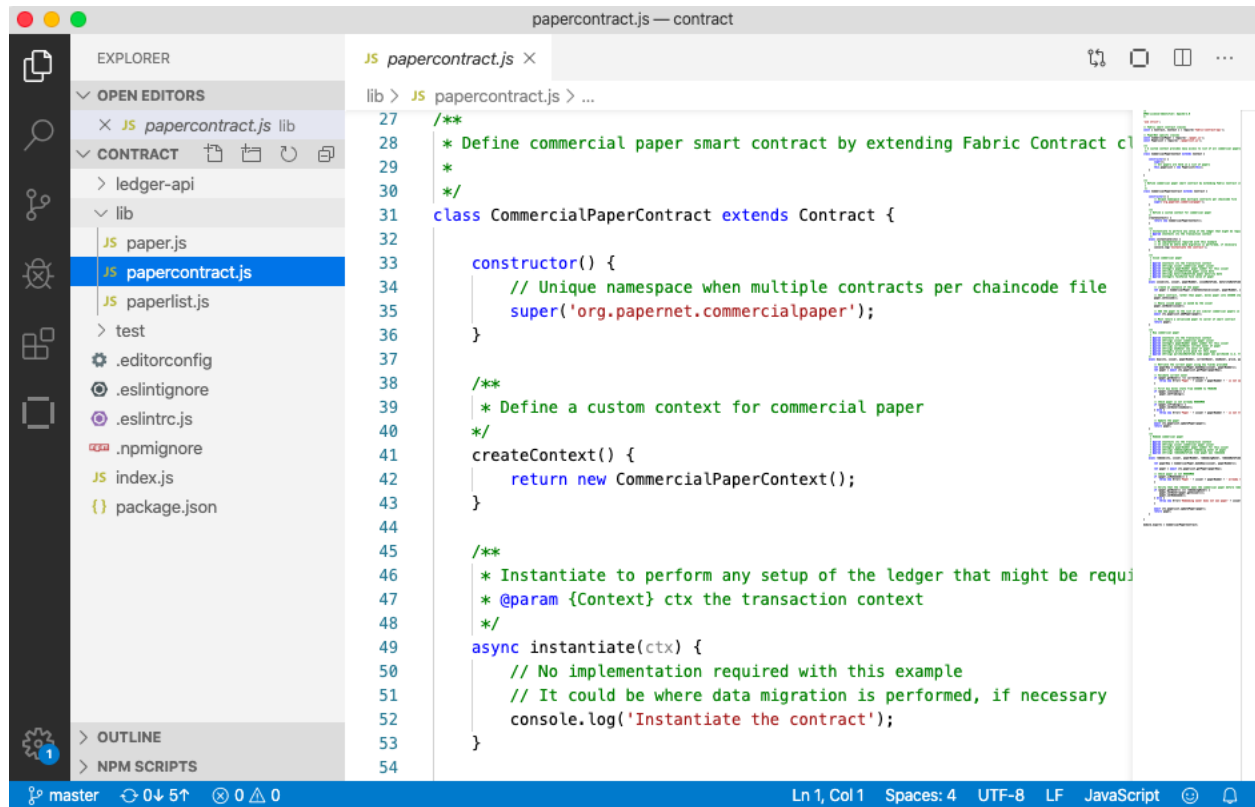 papercontract.js — contract
EXPLORER
OPEN EDITORS
JS papercontract.js lib
CONTRACT
ledger-api
lib
JS paper.js
JS papercontract.js
JS paperlist.js
test
.editorconfig
.eslintignore
.eslintrc.js
.npmignore
JS index.js
{} package.json
OUTLINE
NPM SCRIPTS
JS papercontract.js
lib > JS papercontract.js > ...
27 /**
28 * Define commercial paper smart contract by extending Fabric Contract cl
29 *
30 */
31 class CommercialPaperContract extends Contract {
32
33 constructor() {
34 // Unique namespace when multiple contracts per chaincode file
35 super('org.papernet.commercialpaper');
36 }
37
38 /**
39 * Define a custom context for commercial paper
40 */
41 createContext() {
42 return new CommercialPaperContext();
43 }
44
45 /**
46 * Instantiate to perform any setup of the ledger that might be requi
47 * @param {Context} ctx the transaction context
48 */
49 async instantiate(ctx) {
50 // No implementation required with this example
51 // It could be where data migration is performed, if necessary
52 console.log('Instantiate the contract');
53 }
54
1
master 0↓ 5↑ 0 0 Ln 1, Col 1 Spaces: 4 UTF-8 LF JavaScript